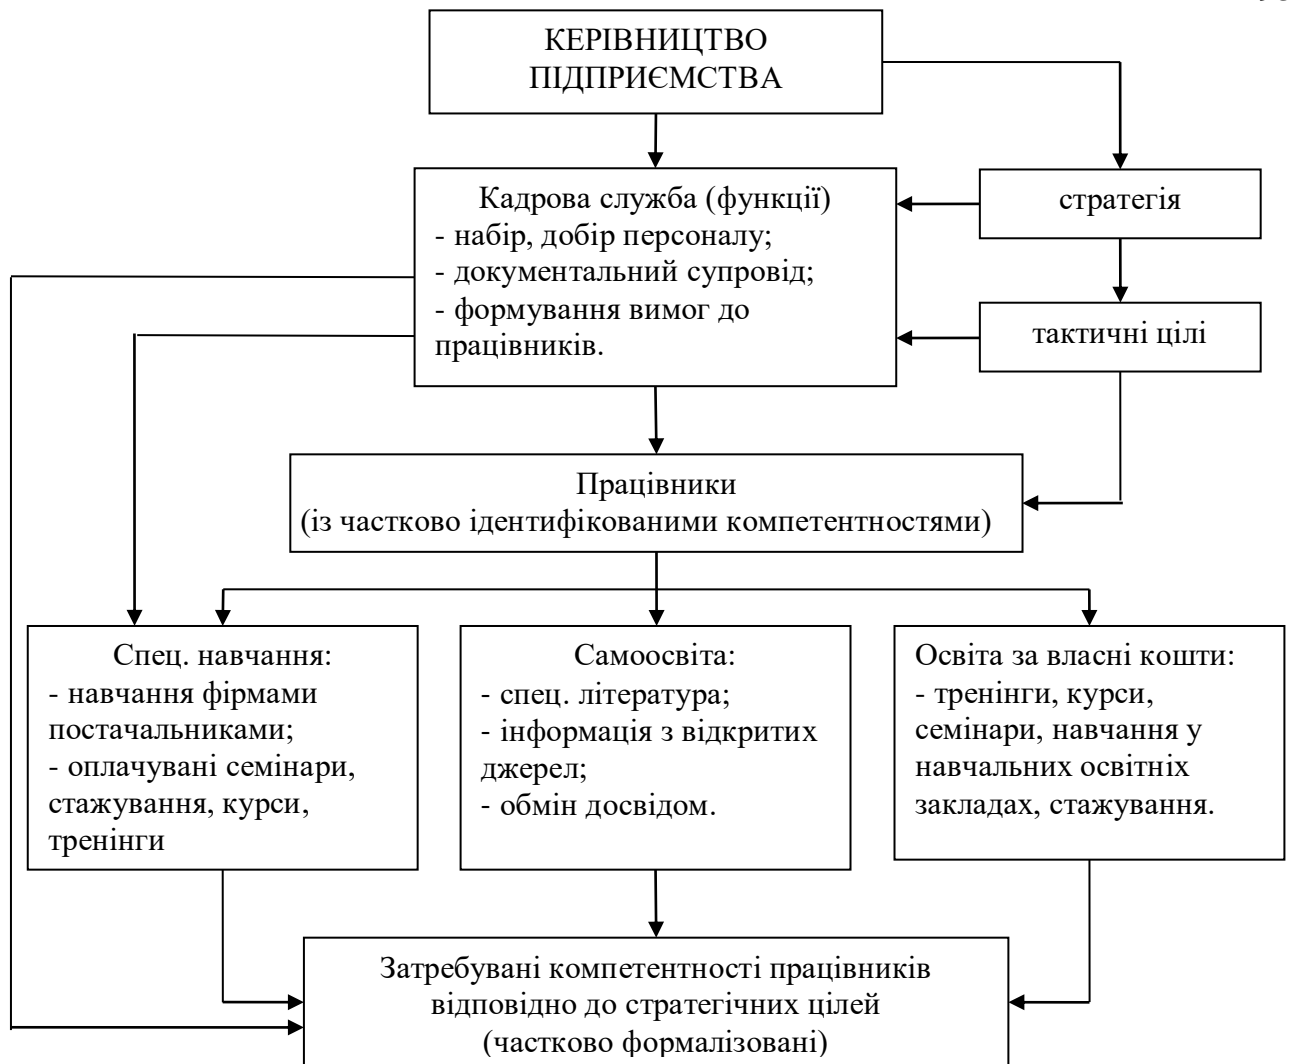 КЕРІВНИЦТВО
ПІДПРИЄМСТВА
Кадрова служба (функції)
- набір, добір персоналу;
- документальний супровід;
- формування вимог до
працівників.
стратегія
тактичні цілі
Працівники
(із частково ідентифікованими компетентностями)
Спец. навчання:
- навчання фірмами
постачальниками;
- оплачувані семінари,
стажування, курси,
тренінги
Самоосвіта:
- спец. література;
- інформація з відкритих
джерел;
- обмін досвідом.
Освіта за власні кошти:
- тренінги, курси,
семінари, навчання у
навчальних освітніх
закладах, стажування.
Затребувані компетентності працівників
відповідно до стратегічних цілей
(частково формалізовані)